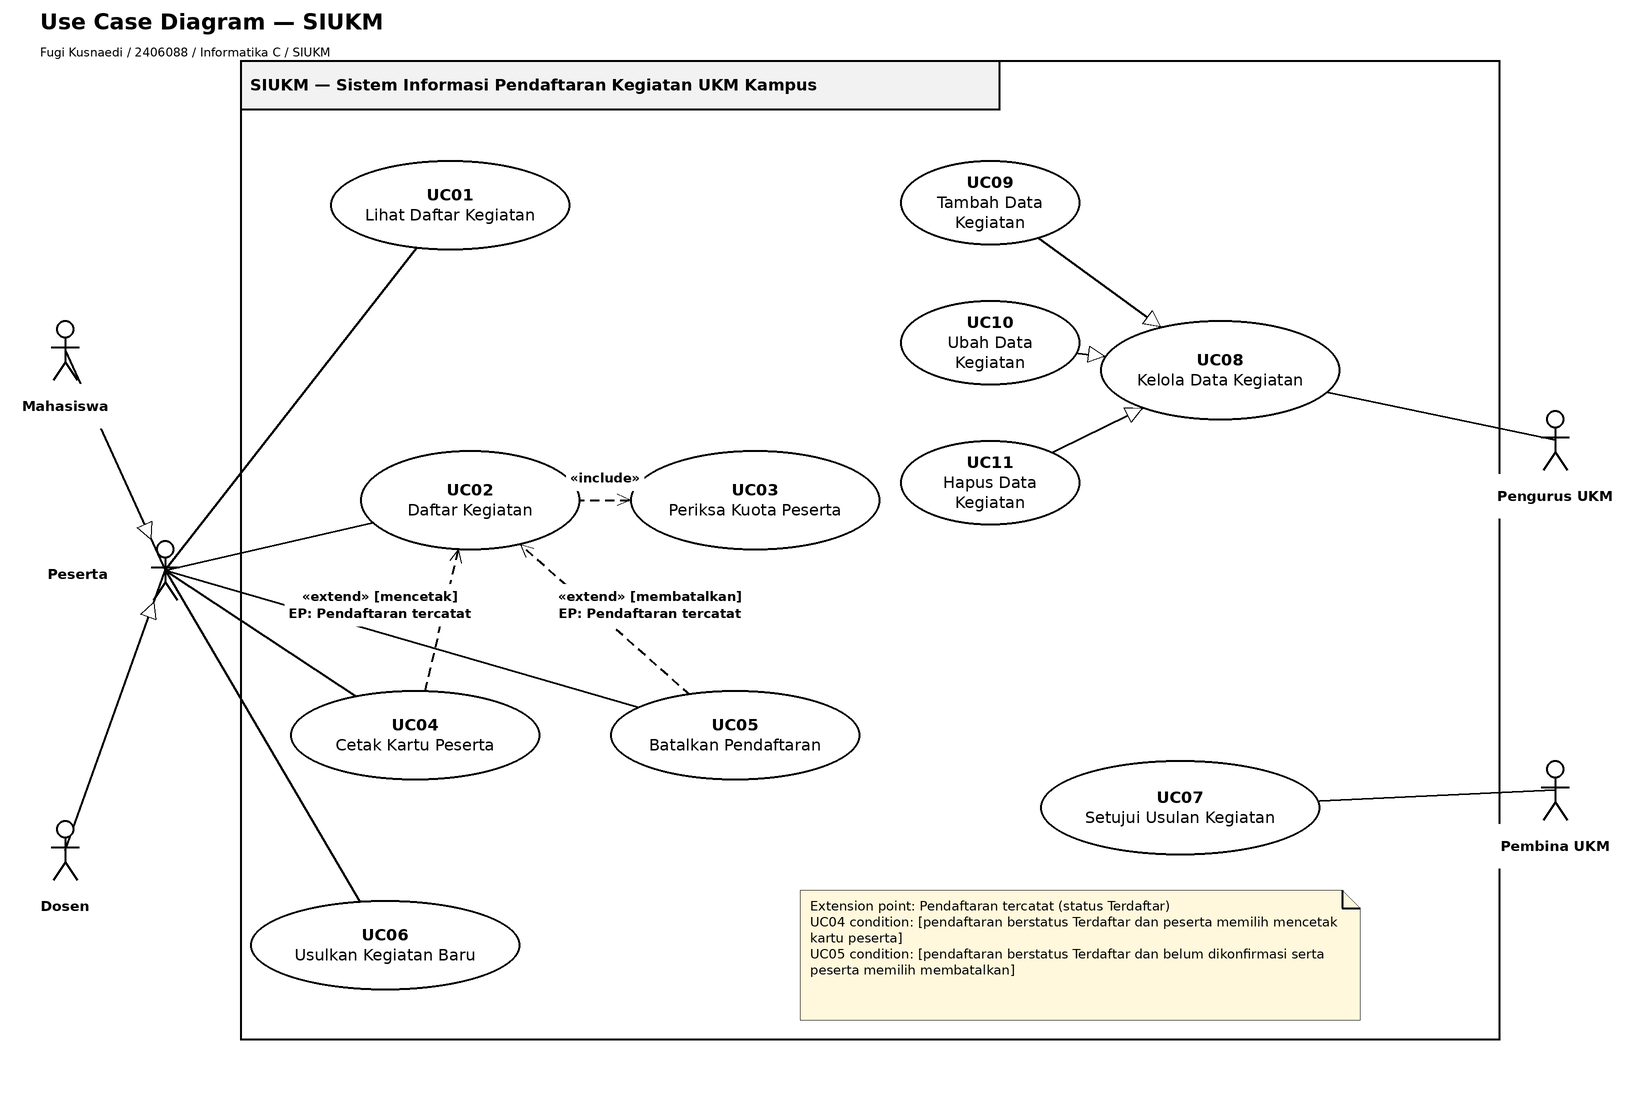 Use Case Diagram — SIUKM
Fugi Kusnaedi / 2406088 / Informatika C / SIUKM
SIUKM — Sistem Informasi Pendaftaran Kegiatan UKM Kampus
UC01
Lihat Daftar Kegiatan
UC09
Tambah Data
Kegiatan
UC10
Ubah Data
Kegiatan
UC08
Kelola Data Kegiatan
Mahasiswa
UC11
Hapus Data
Kegiatan
Pengurus UKM
UC02
Daftar Kegiatan
«include»
UC03
Periksa Kuota Peserta
Peserta
«extend» [mencetak]
EP: Pendaftaran tercatat
«extend» [membatalkan]
EP: Pendaftaran tercatat
UC04
Cetak Kartu Peserta
UC05
Batalkan Pendaftaran
UC07
Setujui Usulan Kegiatan
Pembina UKM
Dosen
UC06
Usulkan Kegiatan Baru
Extension point: Pendaftaran tercatat (status Terdaftar)
UC04 condition: [pendaftaran berstatus Terdaftar dan peserta memilih mencetak
kartu peserta]
UC05 condition: [pendaftaran berstatus Terdaftar dan belum dikonfirmasi serta
peserta memilih membatalkan]